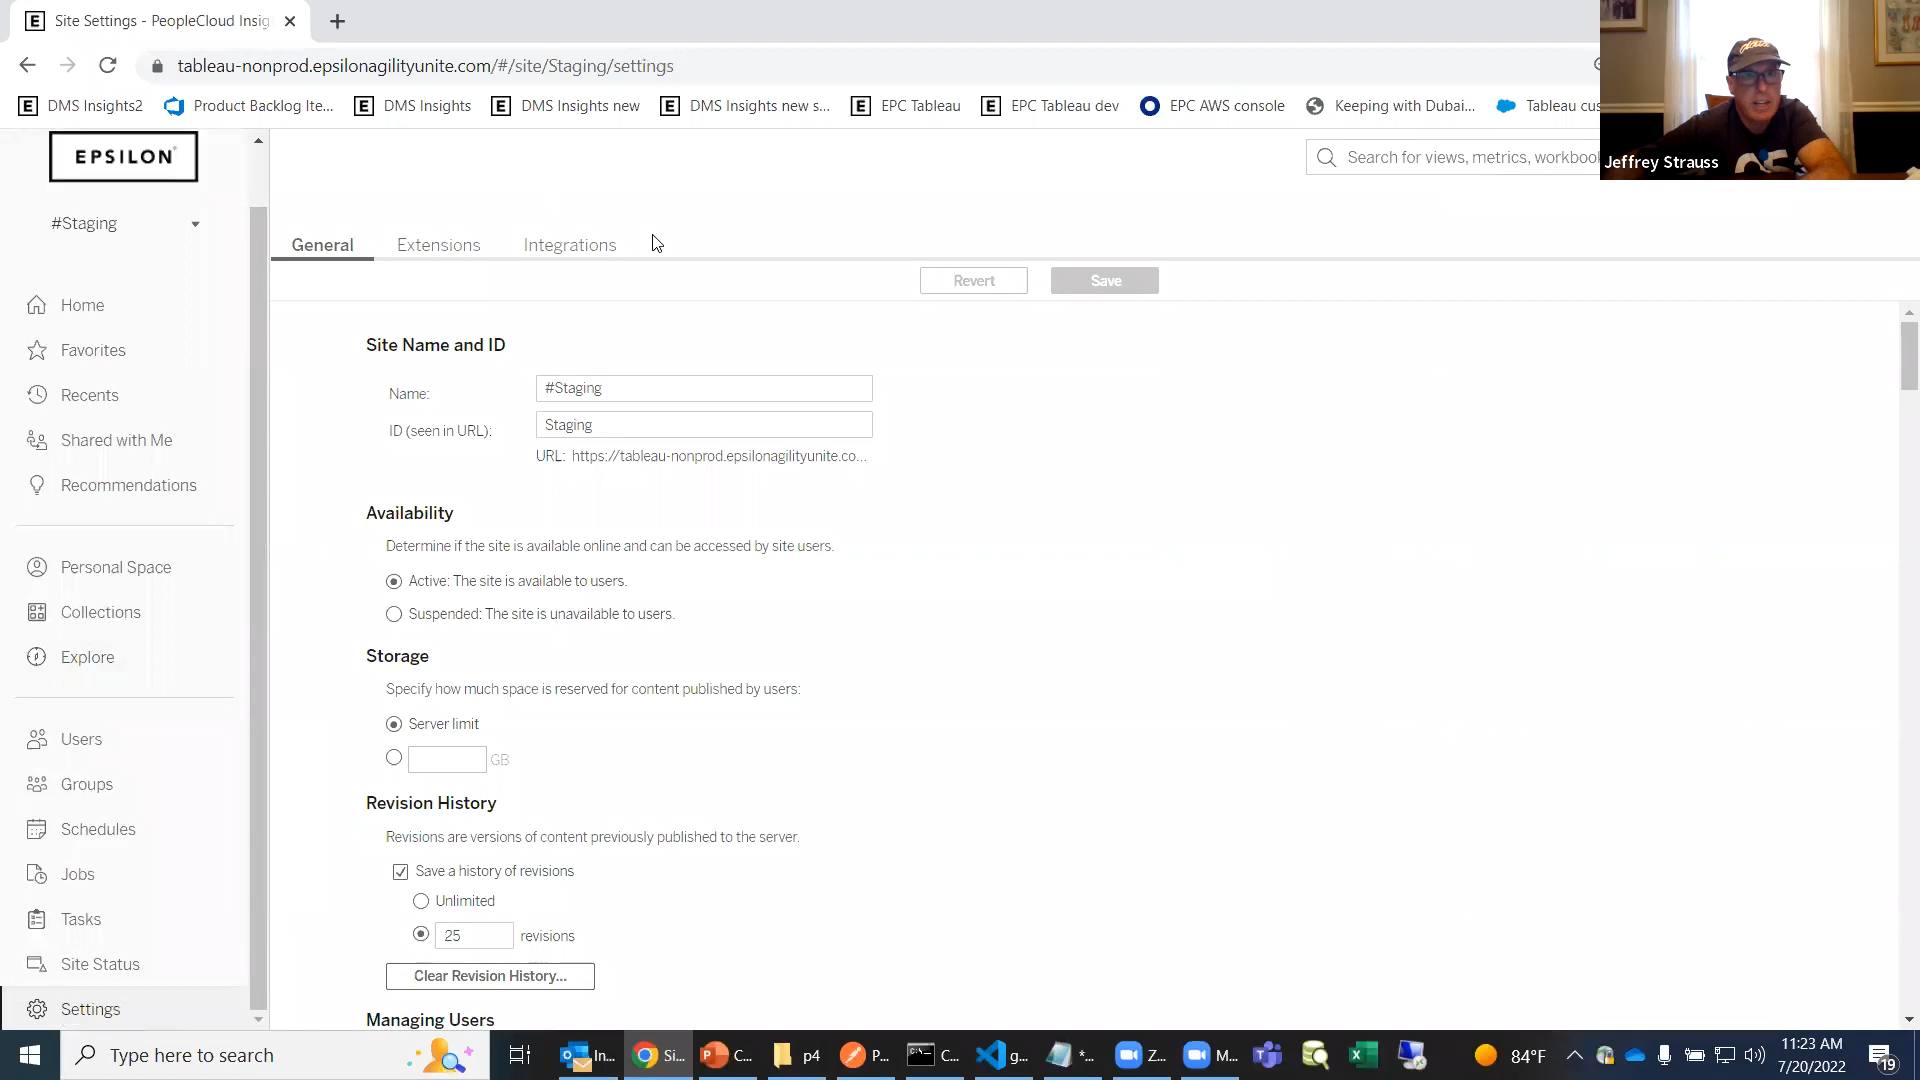 Site Settings - PeopleCloud Insig
tableau-nonprod.epsilonagilityunite.com/#/site/Staging/settings
DMS Insights2
Product Backlog Ite...
DMS Insights
DMS Insights new
DMS Insights new s...
EPC Tableau
EPC Tableau dev
EPC AWS console
Keeping with Dubai...
Tableau cus
Jeffrey Strauss
EPSILON
Search for views, metrics, workbook
#Staging
General
Extensions
Integrations
Revert
Save
Home
Favorites
Recents
Shared with Me
Recommendations
Personal Space
Collections
Explore
Users
Groups
Schedules
Jobs
Tasks
Site Status
Settings
Site Name and ID
Name:
#Staging
ID (seen in URL):
Staging
URL: https://tableau-nonprod.epsilonagilityunite.co...
Availability
Determine if the site is available online and can be accessed by site users.
Active: The site is available to users.
Suspended: The site is unavailable to users.
Storage
Specify how much space is reserved for content published by users:
Server limit
GB
Revision History
Revisions are versions of content previously published to the server.
Save a history of revisions
Unlimited
25 revisions
Clear Revision History...
Managing Users
Type here to search
In...
Si...
C...
p4
P...
C...
g...
*...
Z...
M...
84°F
11:23 AM
7/20/2022
19